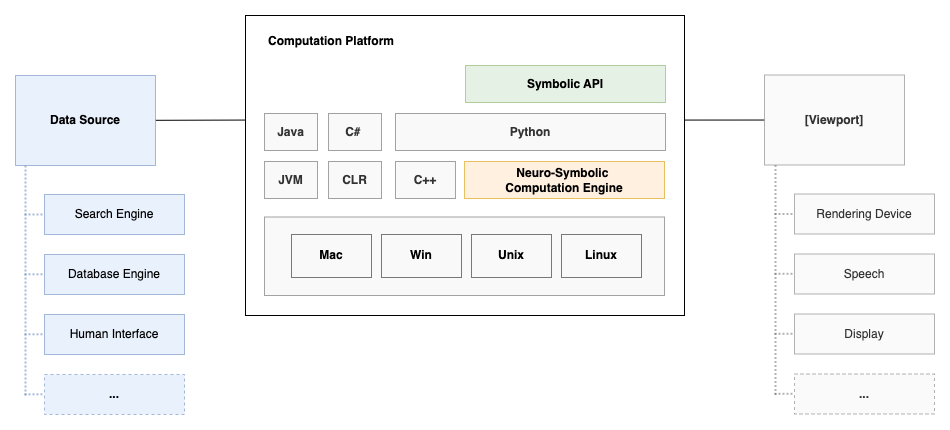 Computation Platform
Symbolic API
Data Source
Java
C#
Python
[Viewport]
JVM
CLR
C++
Neuro-Symbolic
Computation Engine
Search Engine
Database Engine
Human Interface
...
Mac
Win
Unix
Linux
Rendering Device
Speech
Display
...